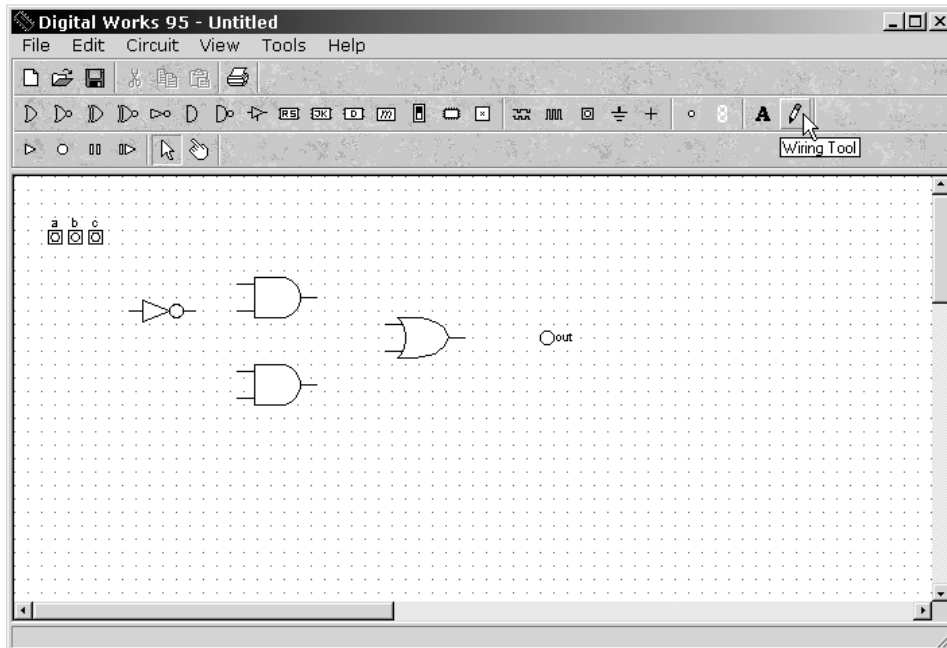 Digital Works 95 - Untitled
File Edit Circuit View Tools Help
RS JK D m A
Wiring Tool
a b c
out